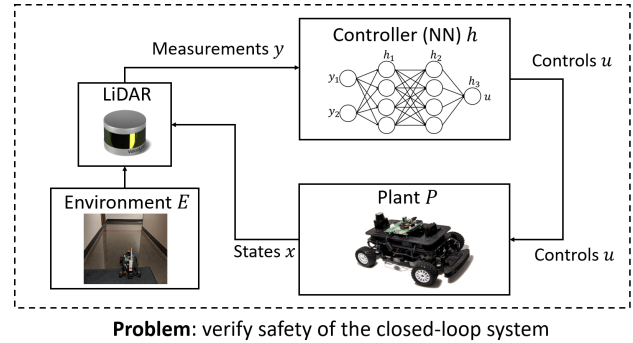 Measurements y
Controller (NN) h
h₁
h₂
h₃
y₁
y₂
u
Controls u
LiDAR
Velodyne
Environment E
States x
Plant P
Controls u
Problem: verify safety of the closed-loop system